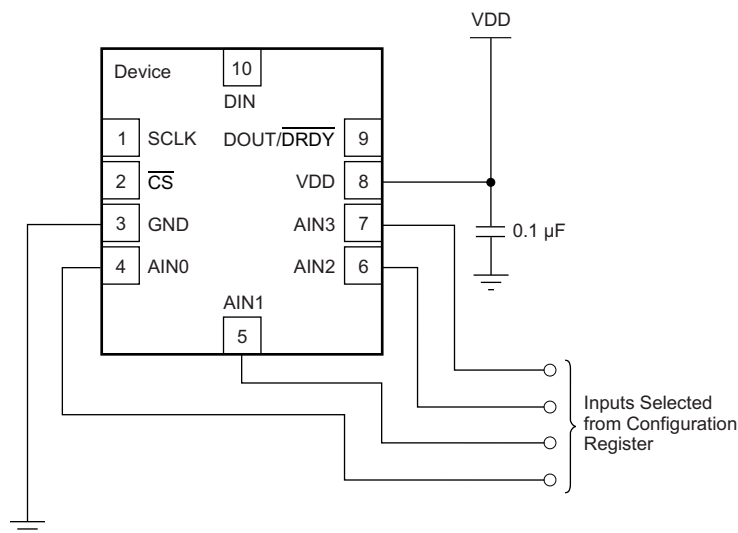 VDD
Device
10
DIN
1 SCLK
DOUT/DRDY 9
2 CS
VDD 8
3 GND
AIN3 7
0.1 µF
4 AIN0
AIN2 6
AIN1
5
Inputs Selected
from Configuration
Register